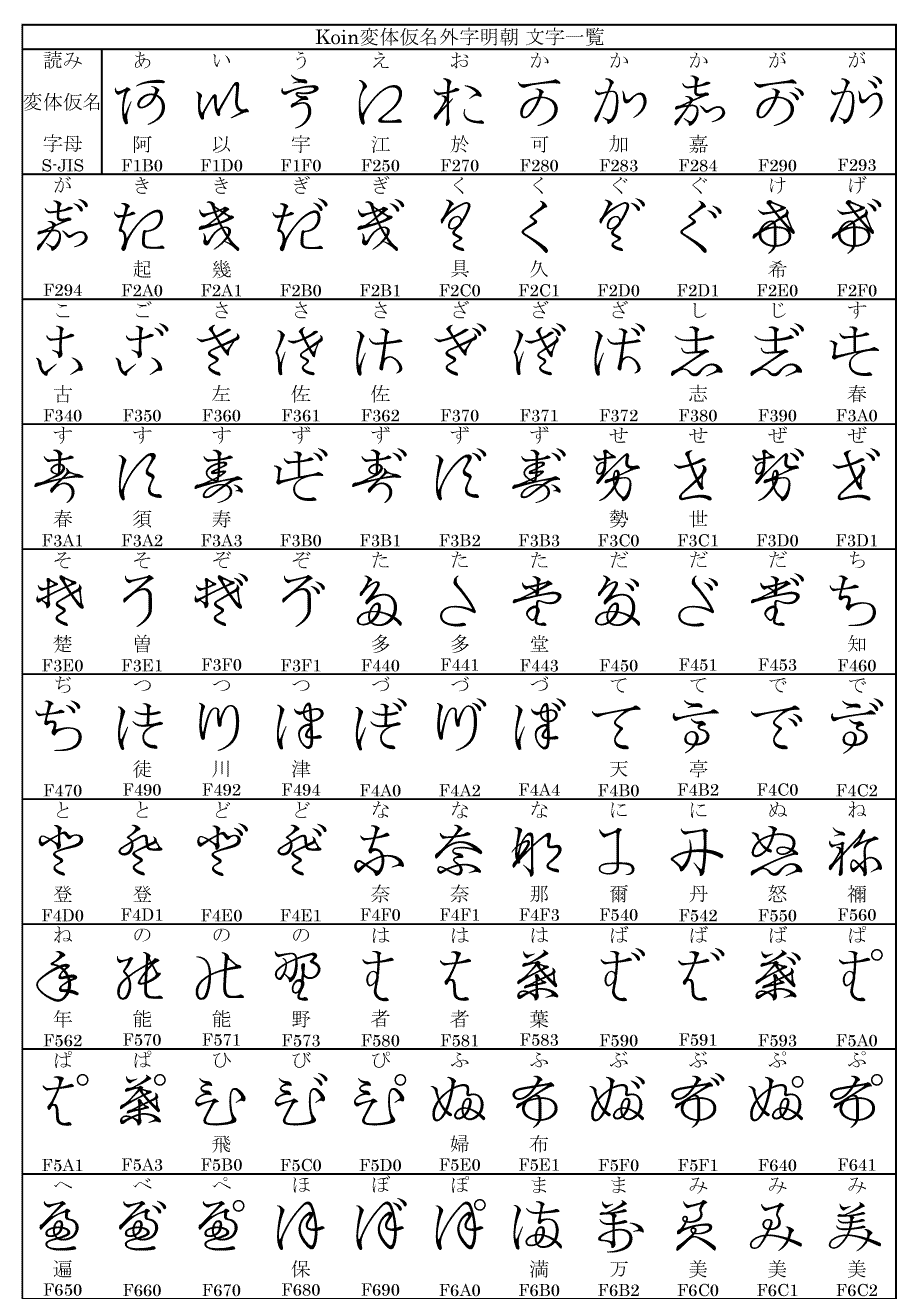 Koin変体仮名外字明朝 文字一覧
読み あ い う え お か か か が が
変体仮名
字母 阿 以 宇 江 於 可 加 嘉
S-JIS F1B0 F1D0 F1F0 F250 F270 F280 F283 F284 F290 F293
が き き ぎ ぎ く く ぐ ぐ け げ
起 幾 具 久 希
F294 F2A0 F2A1 F2B0 F2B1 F2C0 F2C1 F2D0 F2D1 F2E0 F2F0
こ ご さ さ さ ざ ざ ざ し じ す
古 左 佐 佐 志 春
F340 F350 F360 F361 F362 F370 F371 F372 F380 F390 F3A0
す す す ず ず ず ず せ せ ぜ ぜ
春 須 寿 勢 世
F3A1 F3A2 F3A3 F3B0 F3B1 F3B2 F3B3 F3C0 F3C1 F3D0 F3D1
そ そ ぞ ぞ た た た だ だ だ ち
楚 曽 多 多 堂 知
F3E0 F3E1 F3F0 F3F1 F440 F441 F443 F450 F451 F453 F460
ぢ つ つ つ づ づ づ て て で で
徒 川 津 天 亭
F470 F490 F492 F494 F4A0 F4A2 F4A4 F4B0 F4B2 F4C0 F4C2
と と ど ど な な な に に ぬ ね
登 登 奈 奈 那 爾 丹 怒 禰
F4D0 F4D1 F4E0 F4E1 F4F0 F4F1 F4F3 F540 F542 F550 F560
ね の の の は は は ば ば ば ぱ
年 能 能 野 者 者 葉
F562 F570 F571 F573 F580 F581 F583 F590 F591 F593 F5A0
ぱ ぱ ひ び ぴ ふ ふ ぶ ぶ ぷ ぷ
飛 婦 布
F5A1 F5A3 F5B0 F5C0 F5D0 F5E0 F5E1 F5F0 F5F1 F640 F641
へ べ ぺ ほ ぼ ぽ ま ま み み み
遍 保 満 万 美 美 美
F650 F660 F670 F680 F690 F6A0 F6B0 F6B2 F6C0 F6C1 F6C2